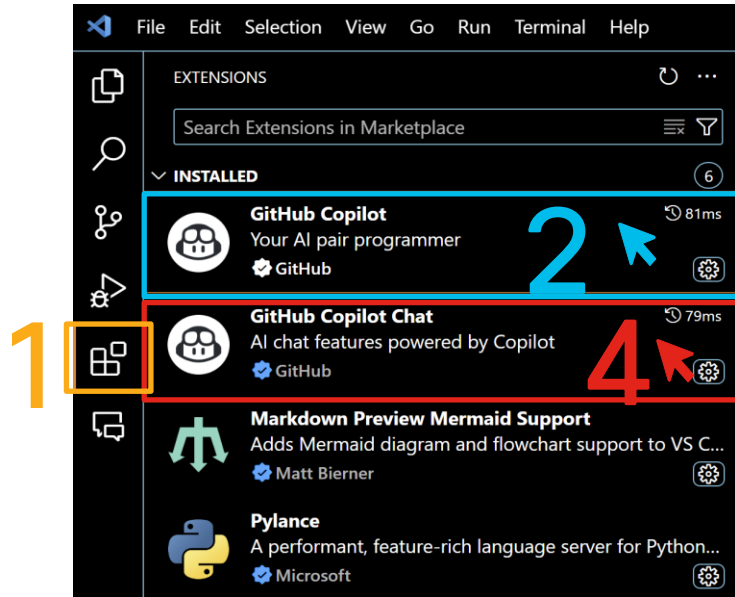 File Edit Selection View Go Run Terminal Help
EXTENSIONS
Search Extensions in Marketplace
INSTALLED 6
GitHub Copilot 81ms
Your AI pair programmer
GitHub
2
GitHub Copilot Chat 79ms
AI chat features powered by Copilot
GitHub
4
1
Markdown Preview Mermaid Support
Adds Mermaid diagram and flowchart support to VS C...
Matt Bierner
Pylance
A performant, feature-rich language server for Python...
Microsoft